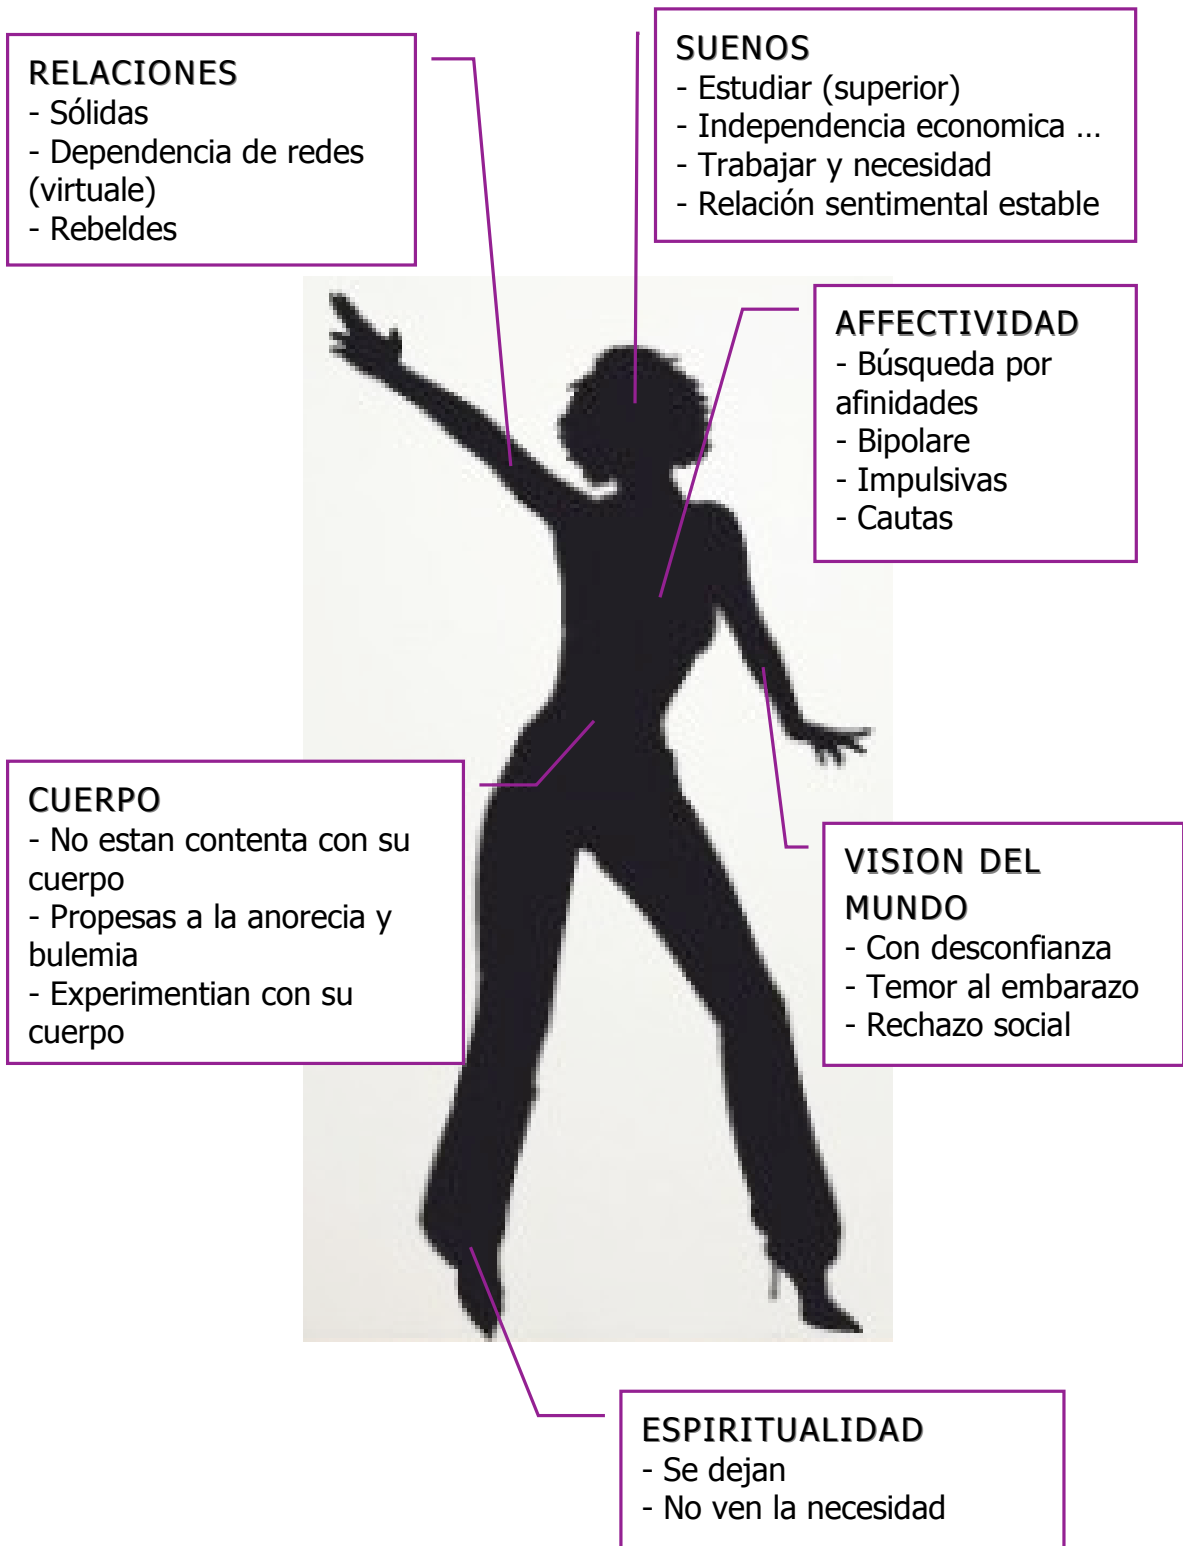 RELACIONES
- Sólidas
- Dependencia de redes
(virtuale)
- Rebeldes
SUENOS
- Estudiar (superior)
- Independencia economica ...
- Trabajar y necesidad
- Relación sentimental estable
AFFECTIVIDAD
- Búsqueda por
afinidades
- Bipolare
- Impulsivas
- Cautas
CUERPO
- No estan contenta con su
cuerpo
- Propesas a la anorecia y
bulemia
- Experimentian con su
cuerpo
VISION DEL
MUNDO
- Con desconfianza
- Temor al embarazo
- Rechazo social
ESPIRITUALIDAD
- Se dejan
- No ven la necesidad